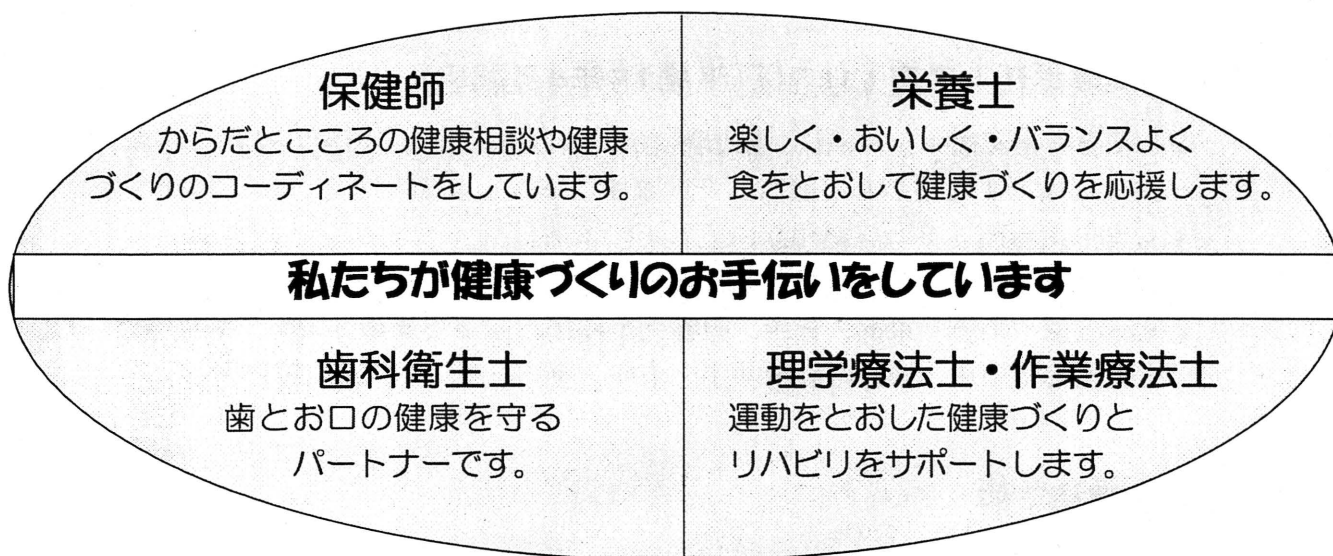 保健師
からだとこころの健康相談や健康
づくりのコーディネートをしています。
栄養士
楽しく・おいしく・バランスよく
食をとおして健康づくりを応援します。
私たちが健康づくりのお手伝いをしています
歯科衛生士
歯とお口の健康を守る
パートナーです。
理学療法士・作業療法士
運動をとおした健康づくりと
リハビリをサポートします。